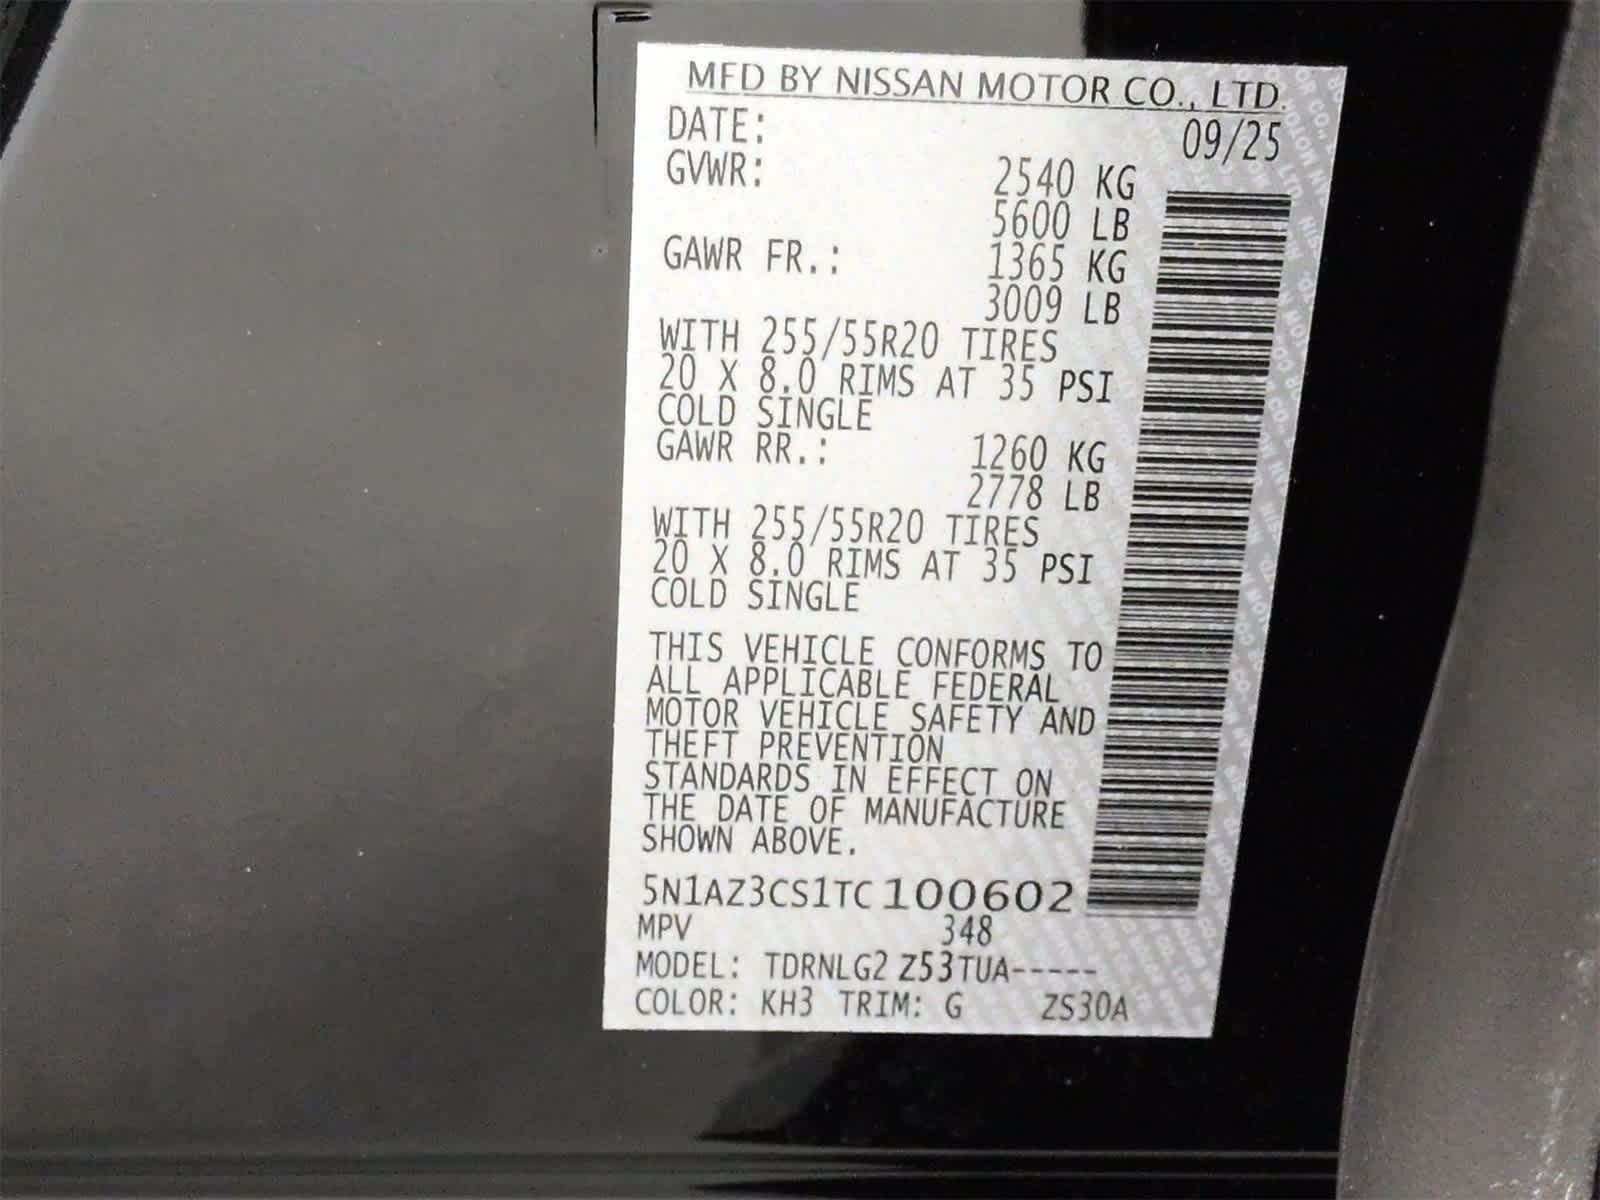 MFD BY NISSAN MOTOR CO., LTD.
DATE: 09/25
GVWR: 2540 KG
5600 LB
GAWR FR.: 1365 KG
3009 LB
WITH 255/55R20 TIRES
20 X 8.0 RIMS AT 35 PSI
COLD SINGLE
GAWR RR.: 1260 KG
2778 LB
WITH 255/55R20 TIRES
20 X 8.0 RIMS AT 35 PSI
COLD SINGLE
THIS VEHICLE CONFORMS TO
ALL APPLICABLE FEDERAL
MOTOR VEHICLE SAFETY AND
THEFT PREVENTION
STANDARDS IN EFFECT ON
THE DATE OF MANUFACTURE
SHOWN ABOVE.
5N1AZ3CS1TC100602
MPV 348
MODEL: TDRNLG2 Z53TUA-----
COLOR: KH3 TRIM: G ZS30A